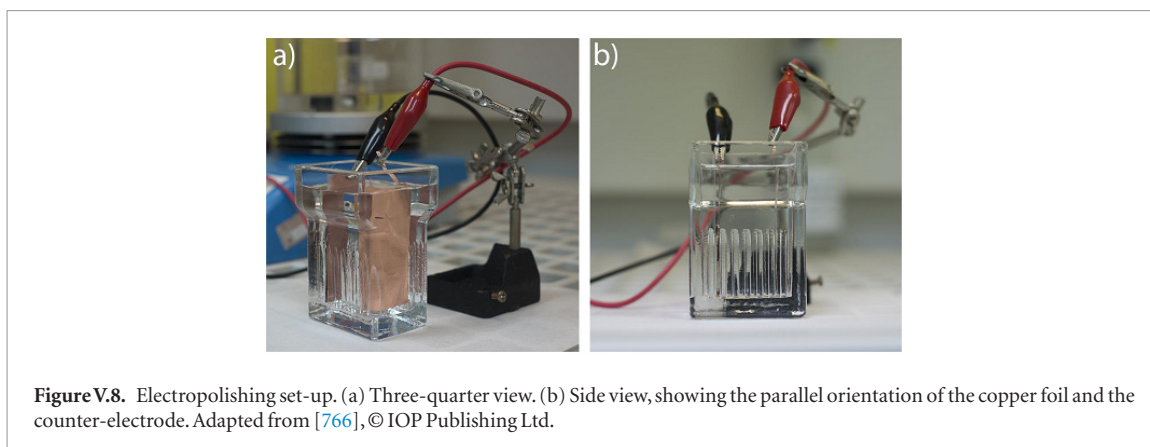 a)
b)
Figure V.8. Electropolishing set-up. (a) Three-quarter view. (b) Side view, showing the parallel orientation of the copper foil and the
counter-electrode. Adapted from [766], © IOP Publishing Ltd.